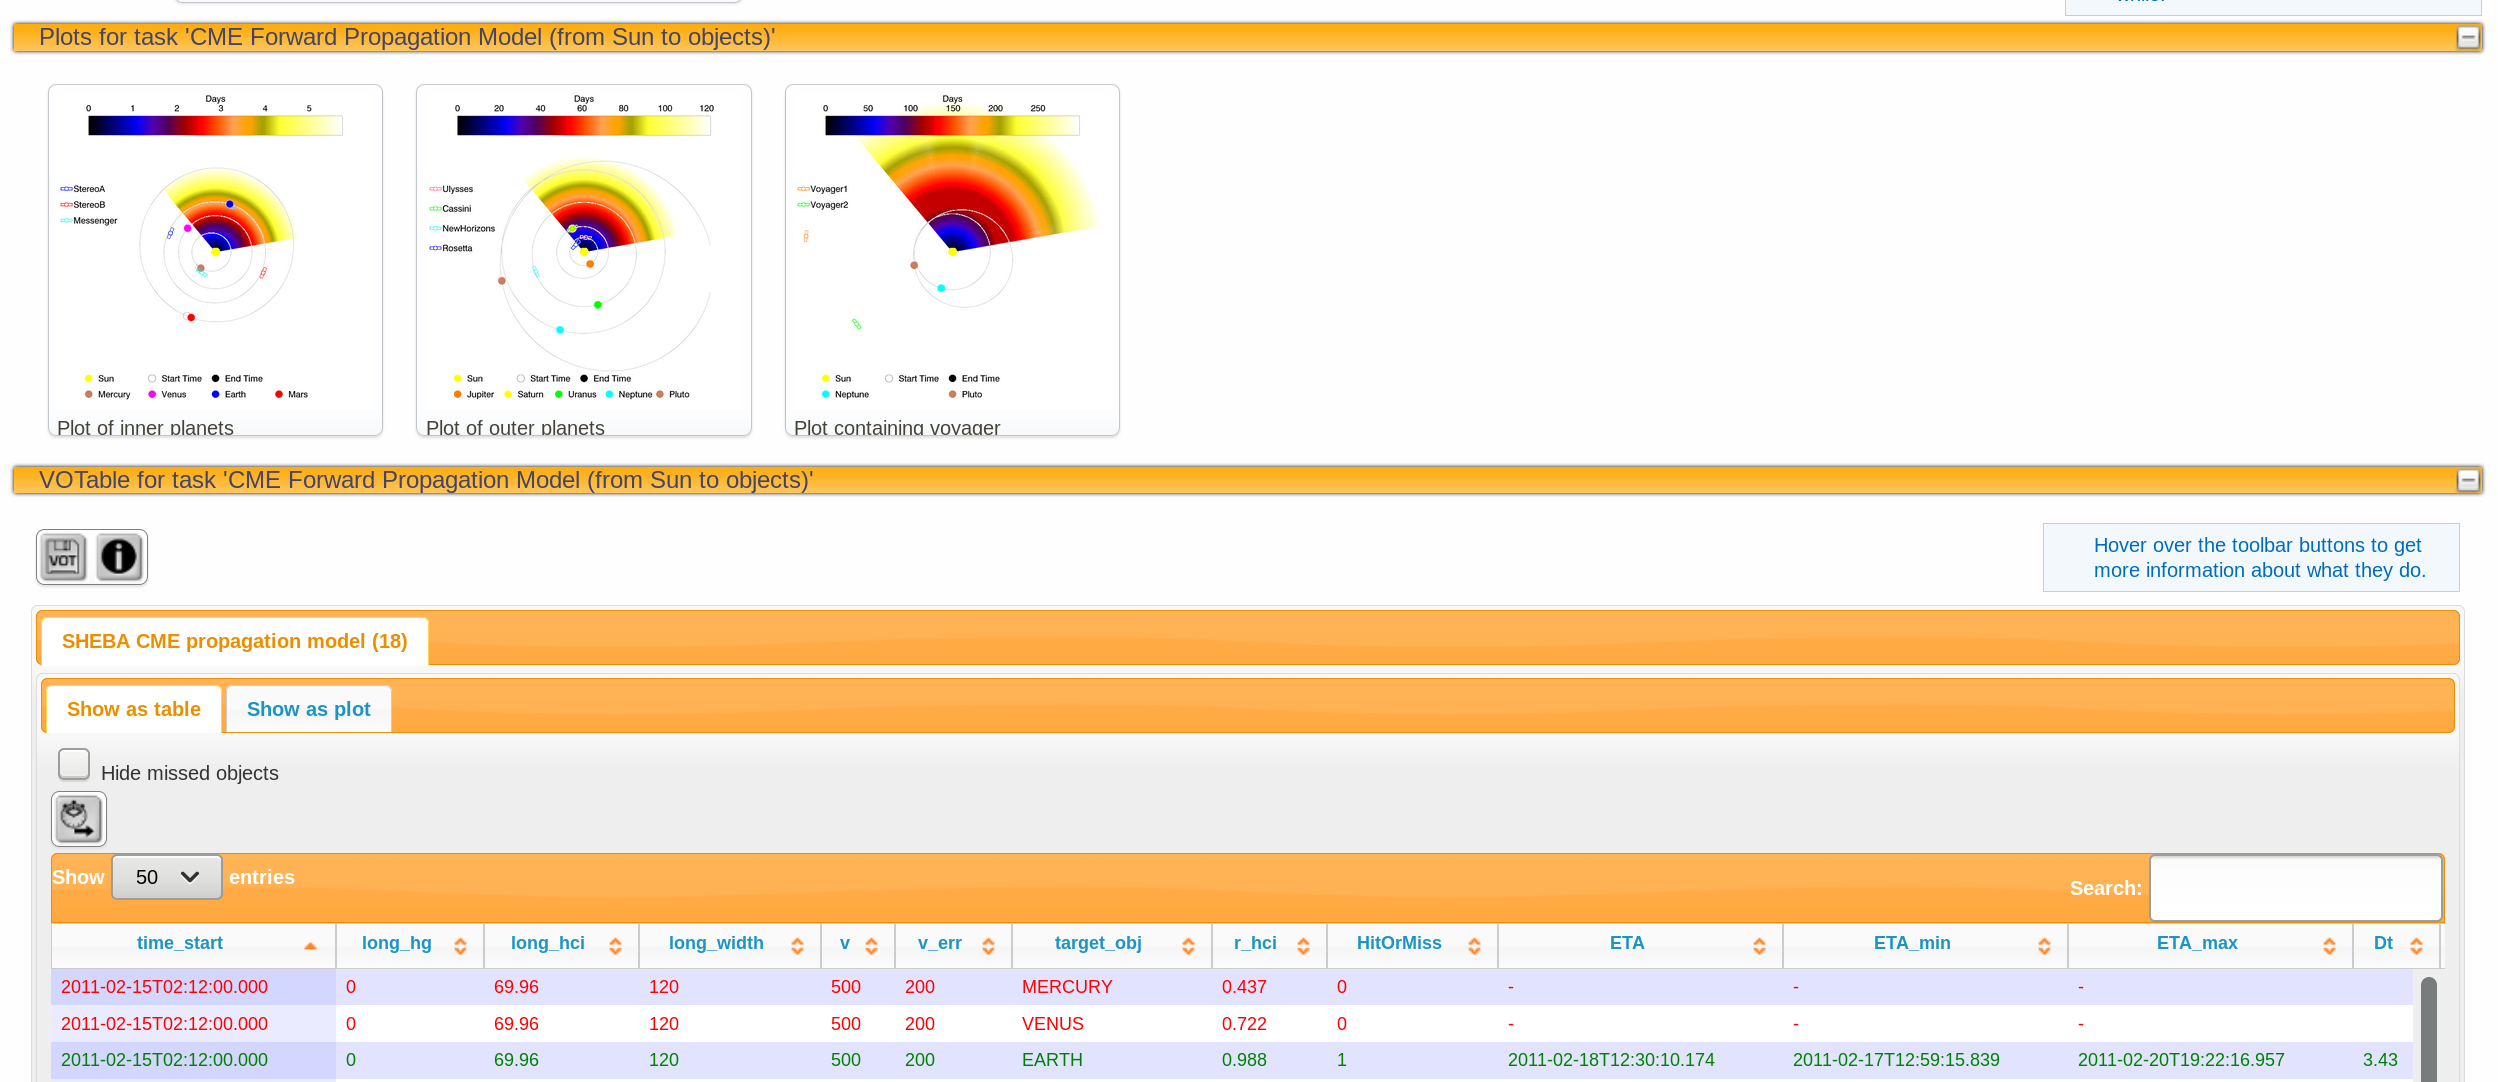 Plots for task 'CME Forward Propagation Model (from Sun to objects)'
Days
0 1 2 3 4 5
StereoA
StereoB
Messenger
Sun Start Time End Time
Mercury Venus Earth Mars
Plot of inner planets
Days
0 20 40 60 80 100 120
Ulysses
Cassini
NewHorizons
Rosetta
Sun Start Time End Time
Jupiter Saturn Uranus Neptune Pluto
Plot of outer planets
Days
0 50 100 150 200 250
Voyager1
Voyager2
Sun Start Time End Time
Neptune Pluto
Plot containing voyager
VOTable for task 'CME Forward Propagation Model (from Sun to objects)'
VOT
Hover over the toolbar buttons to get
more information about what they do.
SHEBA CME propagation model (18)
Show as table Show as plot
Hide missed objects
Show 50 entries Search:
time_start long_hg long_hci long_width v v_err target_obj r_hci HitOrMiss ETA ETA_min ETA_max Dt
2011-02-15T02:12:00.000 0 69.96 120 500 200 MERCURY 0.437 0 - - -
2011-02-15T02:12:00.000 0 69.96 120 500 200 VENUS 0.722 0 - - -
2011-02-15T02:12:00.000 0 69.96 120 500 200 EARTH 0.988 1 2011-02-18T12:30:10.174 2011-02-17T12:59:15.839 2011-02-20T19:22:16.957 3.43